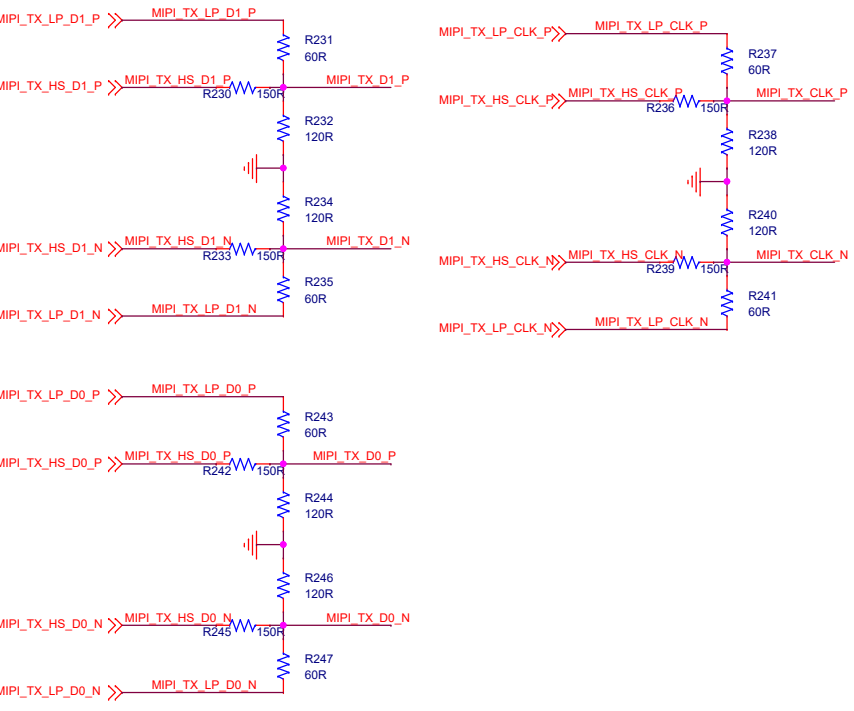 MIPI_TX_LP_D1_P
MIPI_TX_LP_D1_P
R231
60R
MIPI_TX_HS_D1_P
MIPI_TX_HS_D1_P
R230
150R
MIPI_TX_D1_P
R232
120R
R234
120R
MIPI_TX_HS_D1_N
MIPI_TX_HS_D1_N
R233
150R
MIPI_TX_D1_N
R235
60R
MIPI_TX_LP_D1_N
MIPI_TX_LP_D1_N
MIPI_TX_LP_CLK_P
MIPI_TX_LP_CLK_P
R237
60R
MIPI_TX_HS_CLK_P
MIPI_TX_HS_CLK_P
R236
150R
MIPI_TX_CLK_P
R238
120R
R240
120R
MIPI_TX_HS_CLK_N
MIPI_TX_HS_CLK_N
R239
150R
MIPI_TX_CLK_N
R241
60R
MIPI_TX_LP_CLK_N
MIPI_TX_LP_CLK_N
MIPI_TX_LP_D0_P
MIPI_TX_LP_D0_P
R243
60R
MIPI_TX_HS_D0_P
MIPI_TX_HS_D0_P
R242
150R
MIPI_TX_D0_P
R244
120R
R246
120R
MIPI_TX_HS_D0_N
MIPI_TX_HS_D0_N
R245
150R
MIPI_TX_D0_N
R247
60R
MIPI_TX_LP_D0_N
MIPI_TX_LP_D0_N